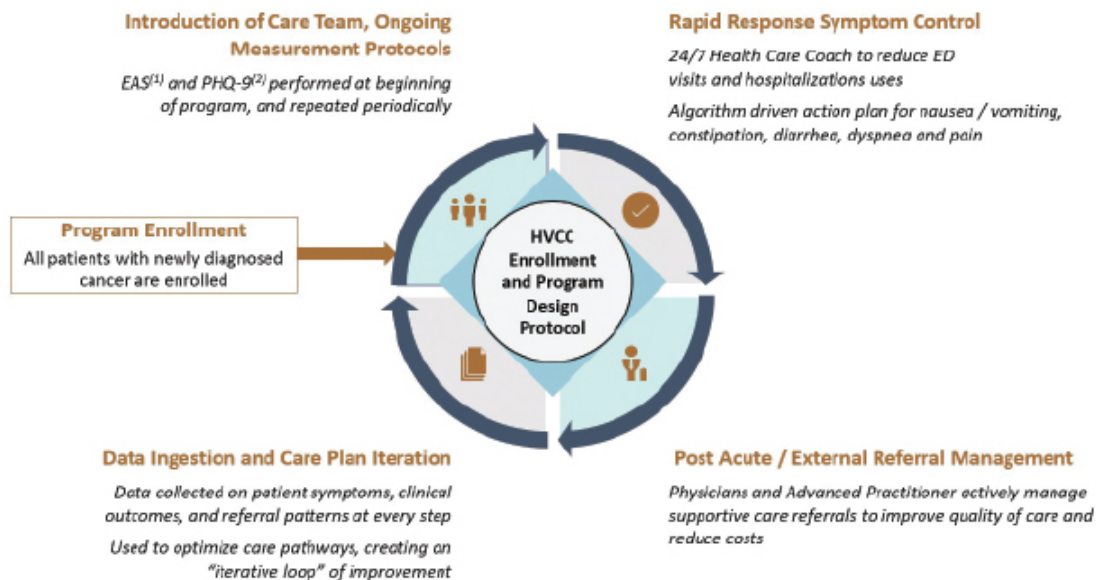 Introduction of Care Team, Ongoing
Measurement Protocols
EAS(1) and PHQ-9(2) performed at beginning
of program, and repeated periodically
Rapid Response Symptom Control
24/7 Health Care Coach to reduce ED
visits and hospitalizations uses
Algorithm driven action plan for nausea / vomiting,
constipation, diarrhea, dyspnea and pain
Program Enrollment
All patients with newly diagnosed
cancer are enrolled
HVCC
Enrollment
and Program
Design
Protocol
Data Ingestion and Care Plan Iteration
Data collected on patient symptoms, clinical
outcomes, and referral patterns at every step
Used to optimize care pathways, creating an
"iterative loop" of improvement
Post Acute / External Referral Management
Physicians and Advanced Practitioner actively manage
supportive care referrals to improve quality of care and
reduce costs